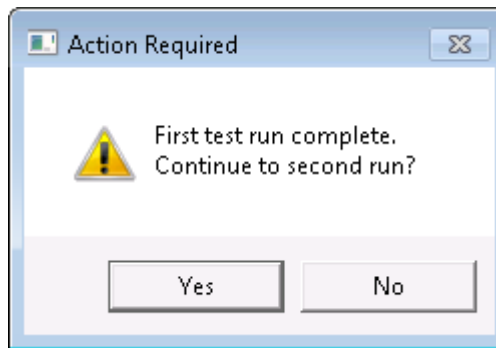 Action Required
First test run complete.
Continue to second run?
Yes
No